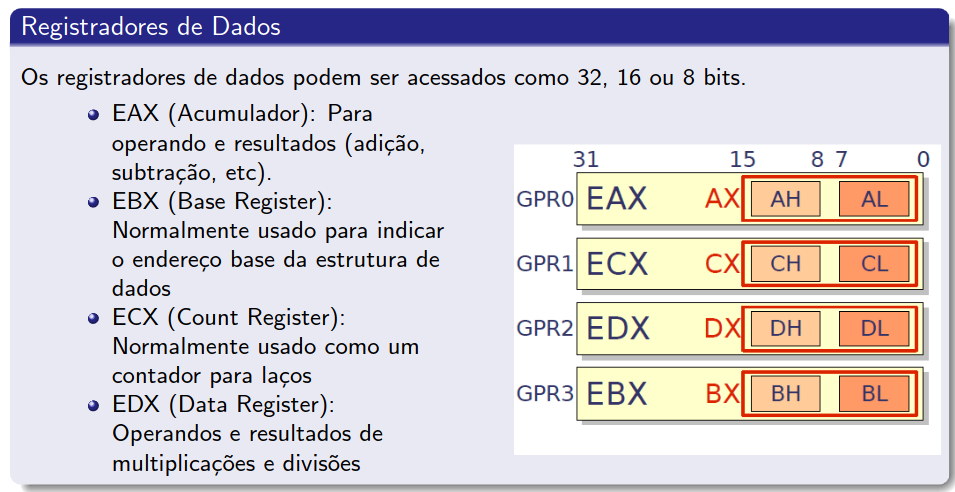 Registradores de Dados
Os registradores de dados podem ser acessados como 32, 16 ou 8 bits.
EAX (Acumulador): Para
operando e resultados (adição,
subtração, etc).
EBX (Base Register):
Normalmente usado para indicar
o endereço base da estrutura de
dados
ECX (Count Register):
Normalmente usado como um
contador para laços
EDX (Data Register):
Operandos e resultados de
multiplicações e divisões
31 15 8 7 0
GPR0 EAX AX AH AL
GPR1 ECX CX CH CL
GPR2 EDX DX DH DL
GPR3 EBX BX BH BL